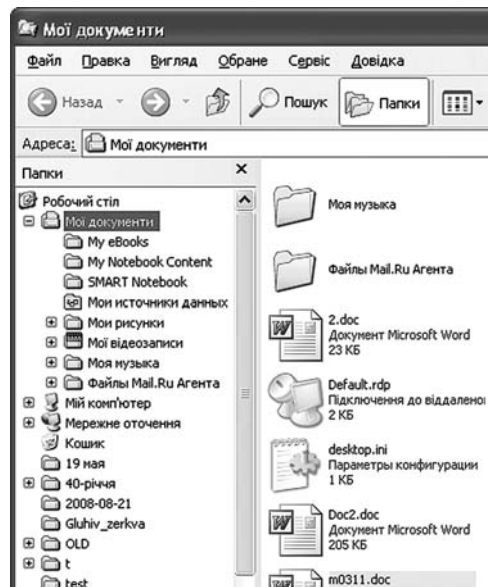 Мої документи
Файл Правка Вигляд Обране Сервіс Довідка
Назад Пошук Папки
Адреса: Мої документи
Папки
Робочий стіл
Мої документи
My eBooks
My Notebook Content
SMART Notebook
Мои источники данных
Мои рисунки
Мої відеозаписи
Моя музыка
Файлы Mail.Ru Агента
Мій комп'ютер
Мережне оточення
Кошик
19 мая
40-річчя
2008-08-21
Gluhiv_zerkva
OLD
t
test
Моя музыка
Файлы Mail.Ru Агента
2.doc
Документ Microsoft Word
23 КБ
Default.rdp
Підключення до віддалено
2 КБ
desktop.ini
Параметры конфигурации
1 КБ
Doc2.doc
Документ Microsoft Word
205 КБ
m0311.doc